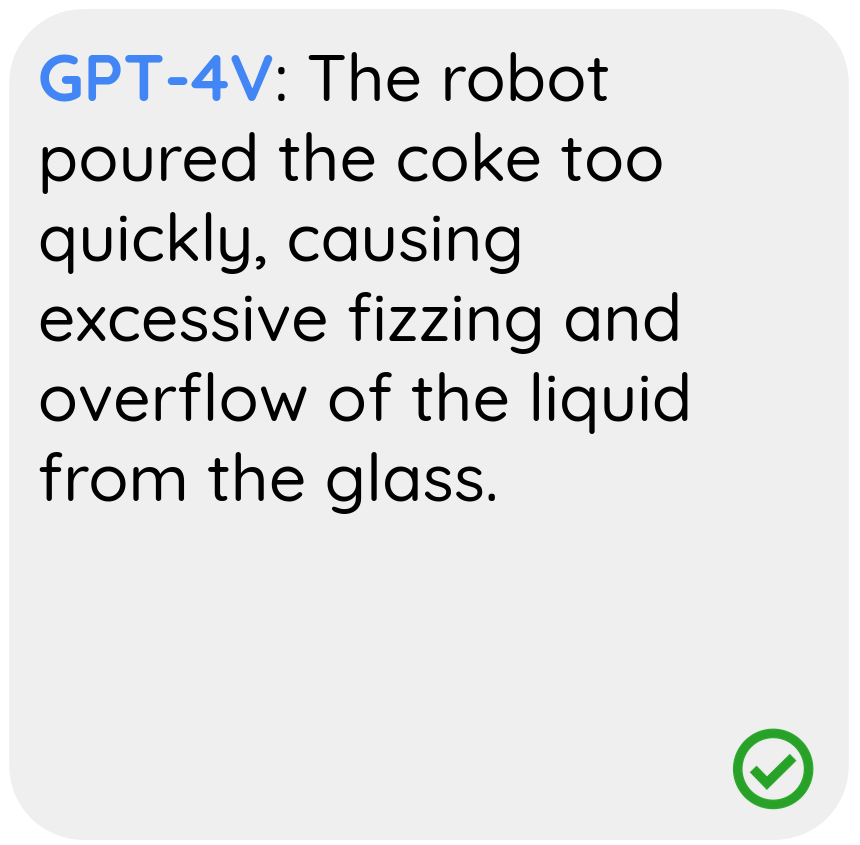 GPT-4V: The robot
poured the coke too
quickly, causing
excessive fizzing and
overflow of the liquid
from the glass.